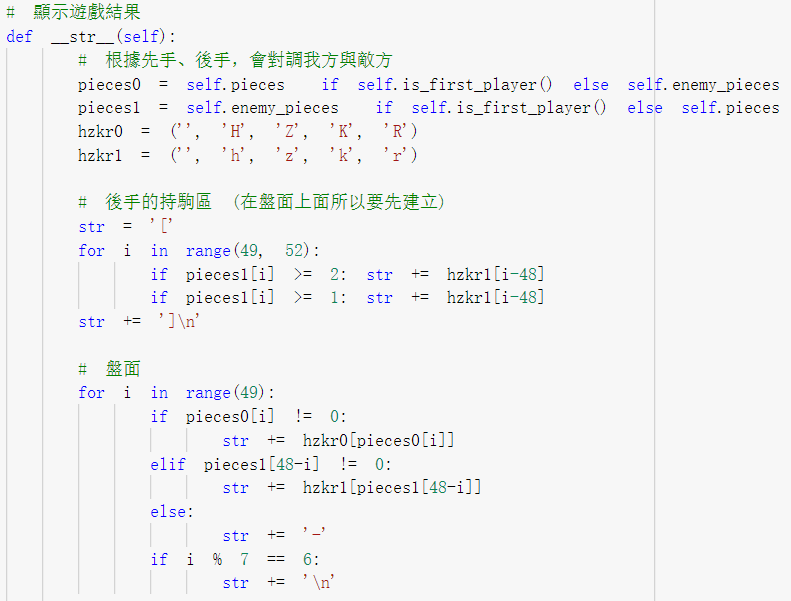 # 顯示遊戲結果
def __str__(self):
# 根據先手、後手，會對調我方與敵方
pieces0 = self.pieces if self.is_first_player() else self.enemy_pieces
pieces1 = self.enemy_pieces if self.is_first_player() else self.pieces
hzkr0 = ('', 'H', 'Z', 'K', 'R')
hzkr1 = ('', 'h', 'z', 'k', 'r')
# 後手的持駒區 (在盤面上面所以要先建立)
str = '['
for i in range(49, 52):
if pieces1[i] >= 2: str += hzkr1[i-48]
if pieces1[i] >= 1: str += hzkr1[i-48]
str += ']\n'
# 盤面
for i in range(49):
if pieces0[i] != 0:
str += hzkr0[pieces0[i]]
elif pieces1[48-i] != 0:
str += hzkr1[pieces1[48-i]]
else:
str += '-'
if i % 7 == 6:
str += '\n'